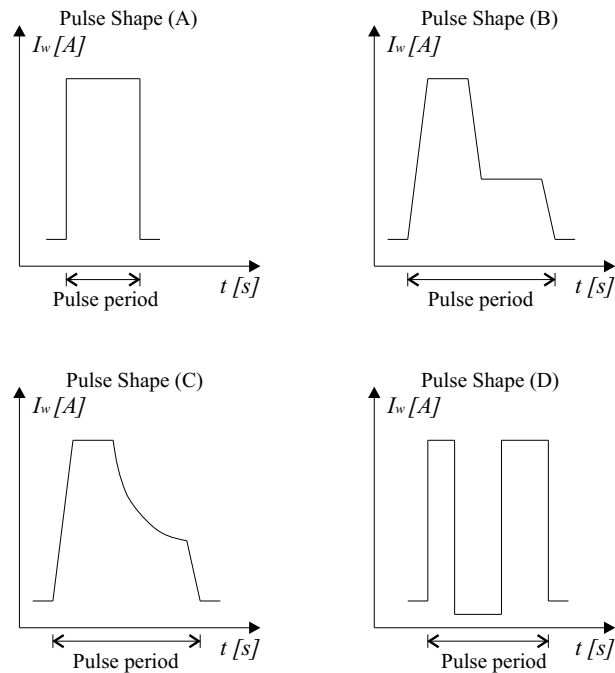 Pulse Shape (A)
Iw [A]
t [s]
Pulse period
Pulse Shape (B)
Iw [A]
t [s]
Pulse period
Pulse Shape (C)
Iw [A]
t [s]
Pulse period
Pulse Shape (D)
Iw [A]
t [s]
Pulse period